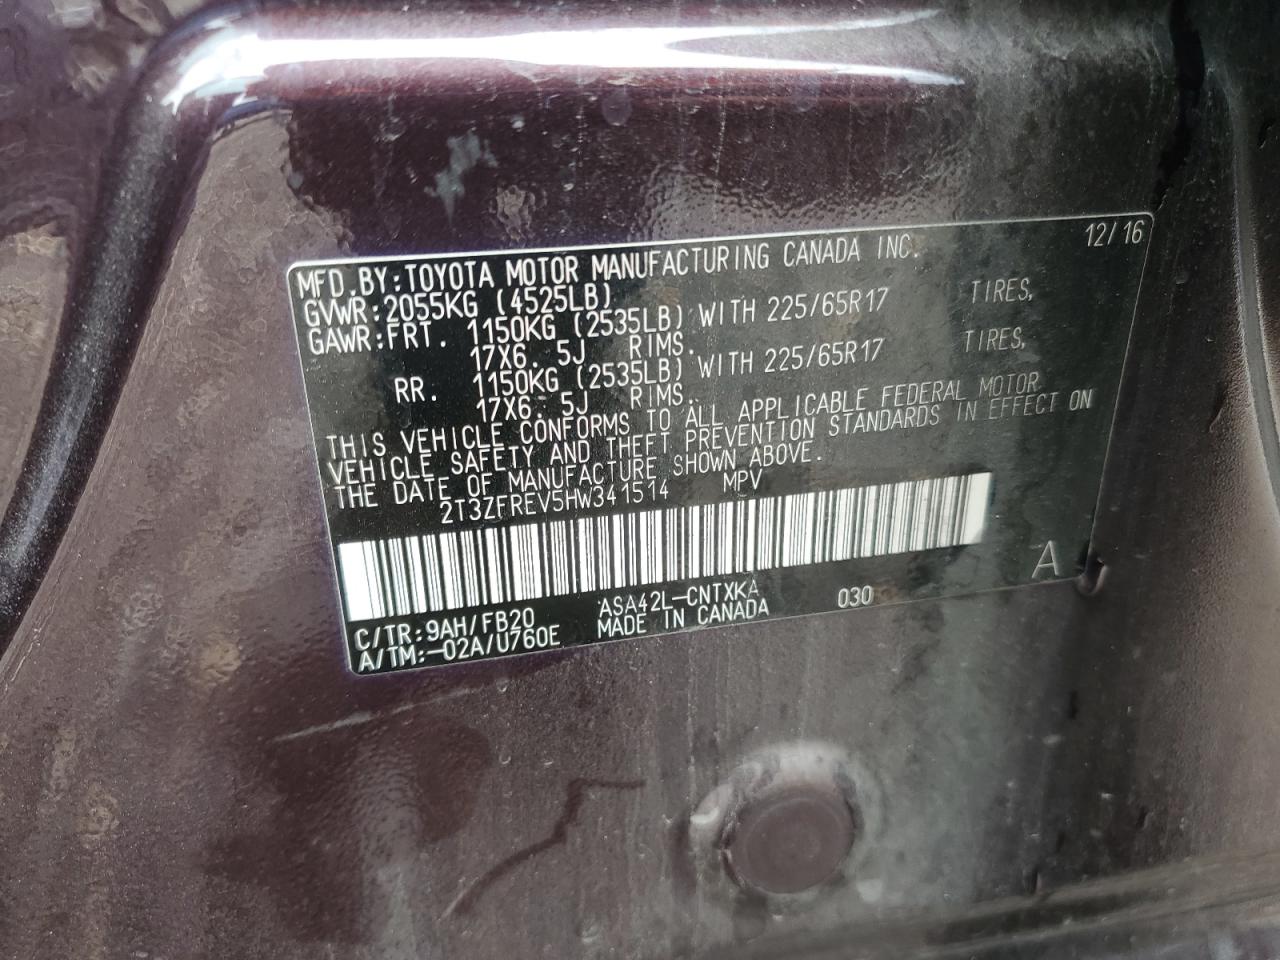 12/16
MFD.BY:TOYOTA MOTOR MANUFACTURING CANADA INC.
GVWR:2055KG (4525LB)
GAWR:FRT. 1150KG (2535LB) WITH 225/65R17 TIRES,
17X6.5J RIMS.
RR. 1150KG (2535LB) WITH 225/65R17 TIRES,
17X6.5J RIMS.
THIS VEHICLE CONFORMS TO ALL APPLICABLE FEDERAL MOTOR
VEHICLE SAFETY AND THEFT PREVENTION STANDARDS IN EFFECT ON
THE DATE OF MANUFACTURE SHOWN ABOVE.
2T3ZFREV5HW341514 MPV
A
C/TR:9AH/FB20 ASA42L-CNTXKA 030
A/TM:-02A/U760E MADE IN CANADA